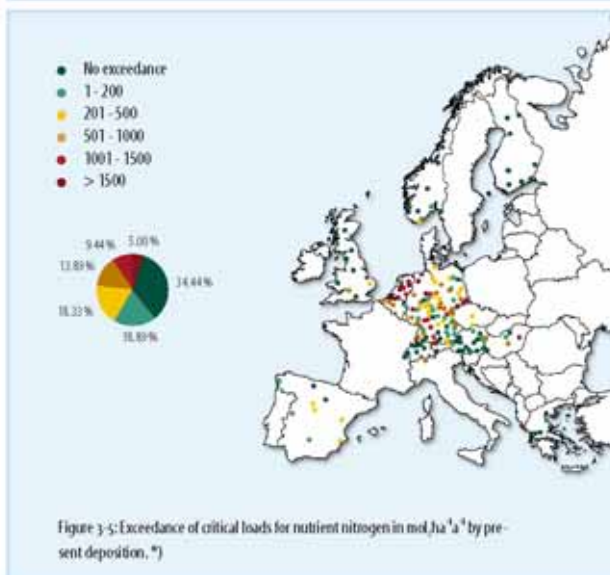 No exceedance
1 - 200
201 - 500
501 - 1000
1001 - 1500
> 1500
9.44 %
5.00 %
13.89 %
34.44 %
18.33 %
18.89 %
Figure 3-5: Exceedance of critical loads for nutrient nitrogen in molcha⁻¹a⁻¹ by pre-
sent deposition. *)